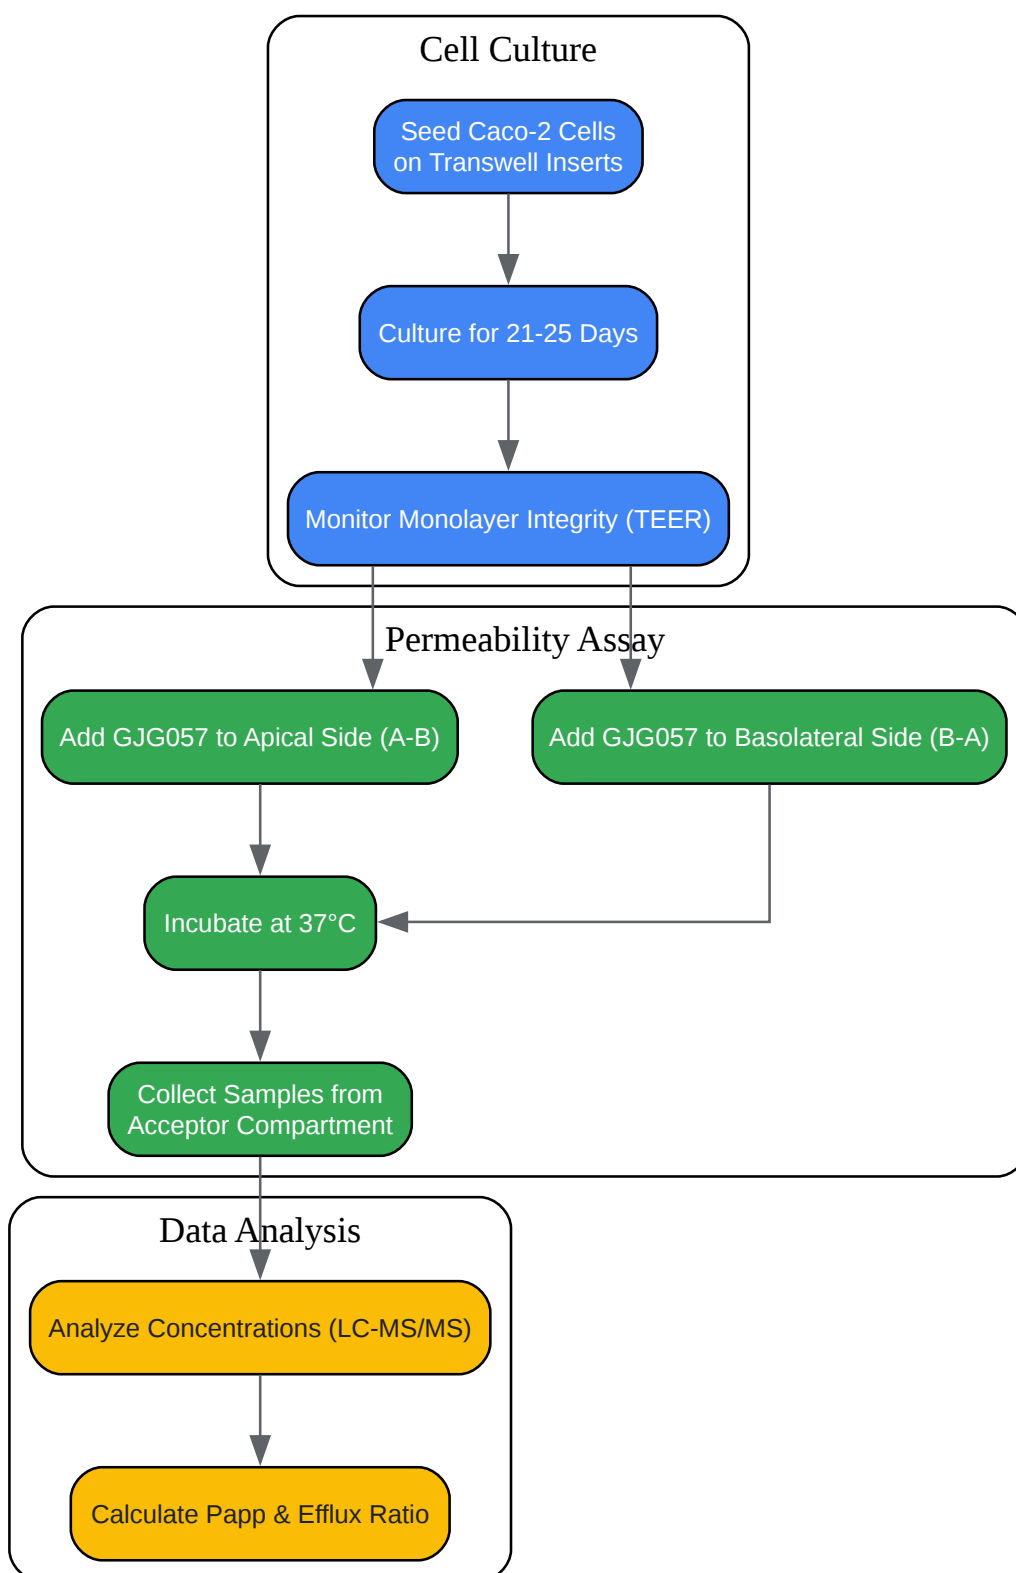 Cell Culture
Seed Caco-2 Cells
on Transwell Inserts
Culture for 21-25 Days
Monitor Monolayer Integrity (TEER)
Permeability Assay
Add GJG057 to Apical Side (A-B)
Add GJG057 to Basolateral Side (B-A)
Incubate at 37°C
Collect Samples from
Acceptor Compartment
Data Analysis
Analyze Concentrations (LC-MS/MS)
Calculate Papp & Efflux Ratio